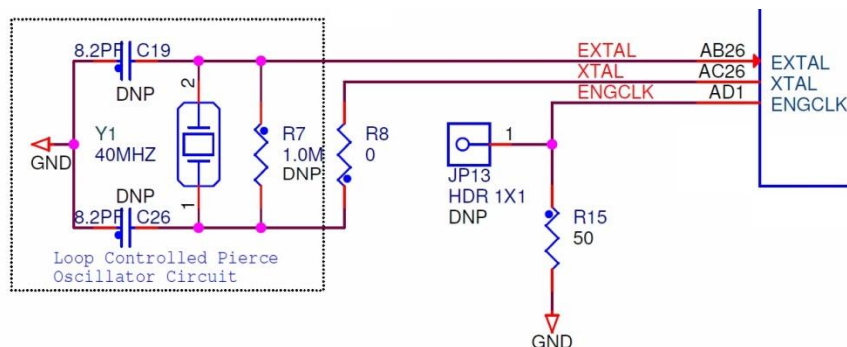 8.2PF C19
DNP
2
Y1
40MHZ
GND
R7
1.0M
DNP
R8
0
1
8.2PF C26
DNP
Loop Controlled Pierce
Oscillator Circuit
EXTAL
AB26
EXTAL
XTAL
AC26
XTAL
ENGCLK
AD1
ENGCLK
1
JP13
HDR 1X1
DNP
R15
50
GND